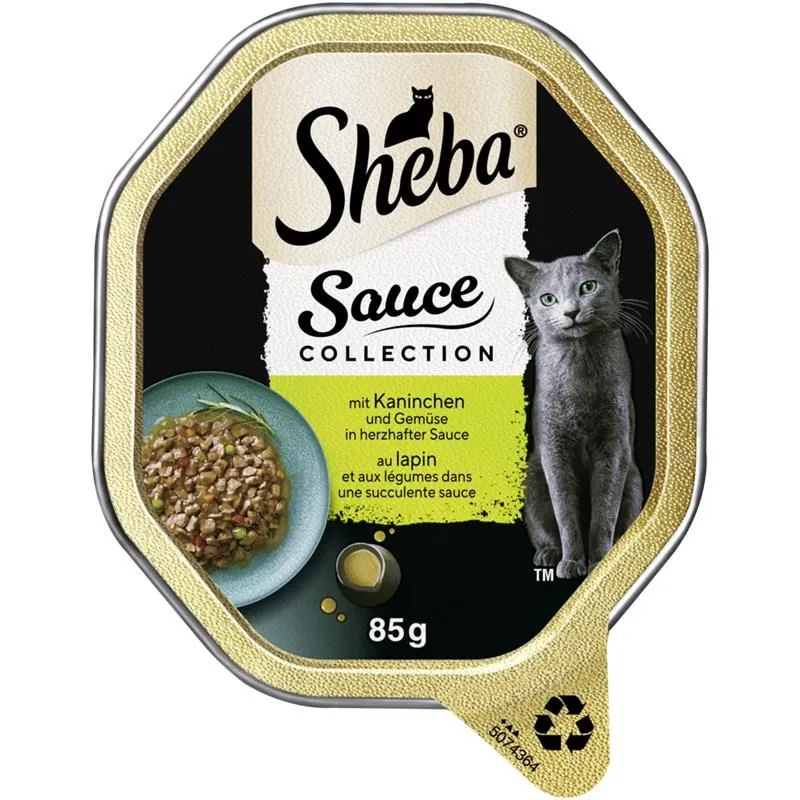 Sheba®
Sauce
COLLECTION
mit Kaninchen
und Gemüse
in herzhafter Sauce
au lapin
et aux légumes dans
une succulente sauce
TM
85g
5074364